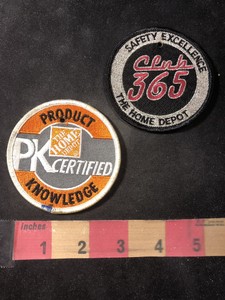 SAFETY EXCELLENCE
Club
365
THE HOME DEPOT
PRODUCT
THE
HOME
DEPOT
PK CERTIFIED
KNOWLEDGE
inches
1 2 3 4 5